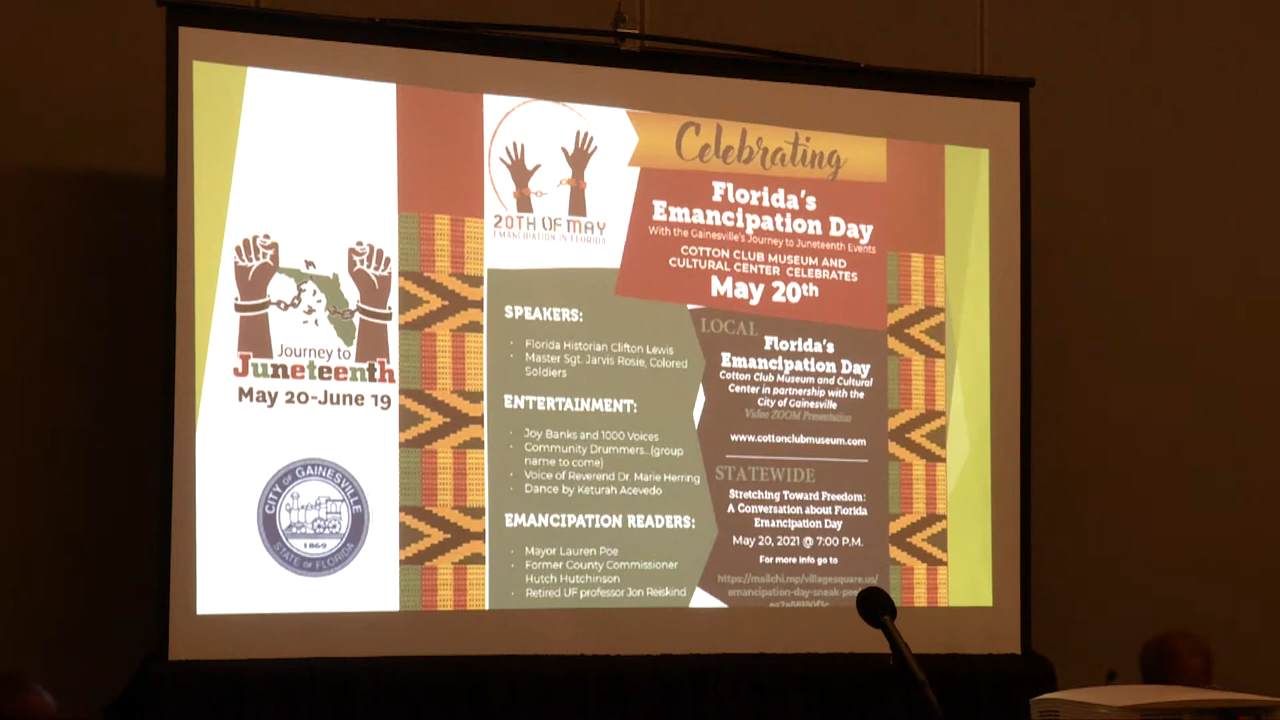 Journey to
Juneteenth
May 20-June 19
CITY OF GAINESVILLE
1869
STATE OF FLORIDA
20TH OF MAY
EMANCIPATION IN FLORIDA
Celebrating
Florida's
Emancipation Day
With the Gainesville's Journey to Juneteenth Events
COTTON CLUB MUSEUM AND
CULTURAL CENTER CELEBRATES
May 20th
SPEAKERS:
· Florida Historian Clifton Lewis
· Master Sgt. Jarvis Rosie, Colored
Soldiers
ENTERTAINMENT:
· Joy Banks and 1000 Voices
· Community Drummers...(group
name to come)
· Voice of Reverend Dr. Marie Herring
· Dance by Keturah Acevedo
EMANCIPATION READERS:
· Mayor Lauren Poe
· Former County Commissioner
Hutch Hutchinson
· Retired UF professor Jon Reiskind
LOCAL
Florida's
Emancipation Day
Cotton Club Museum and Cultural
Center in partnership with the
City of Gainesville
Video ZOOM Presentation
www.cottonclubmuseum.com
STATEWIDE
Stretching Toward Freedom:
A Conversation about Florida
Emancipation Day
May 20, 2021 @ 7:00 P.M.
For more info go to
https://mailchi.mp/villagesquare.us/
emancipation-day-sneak-pee